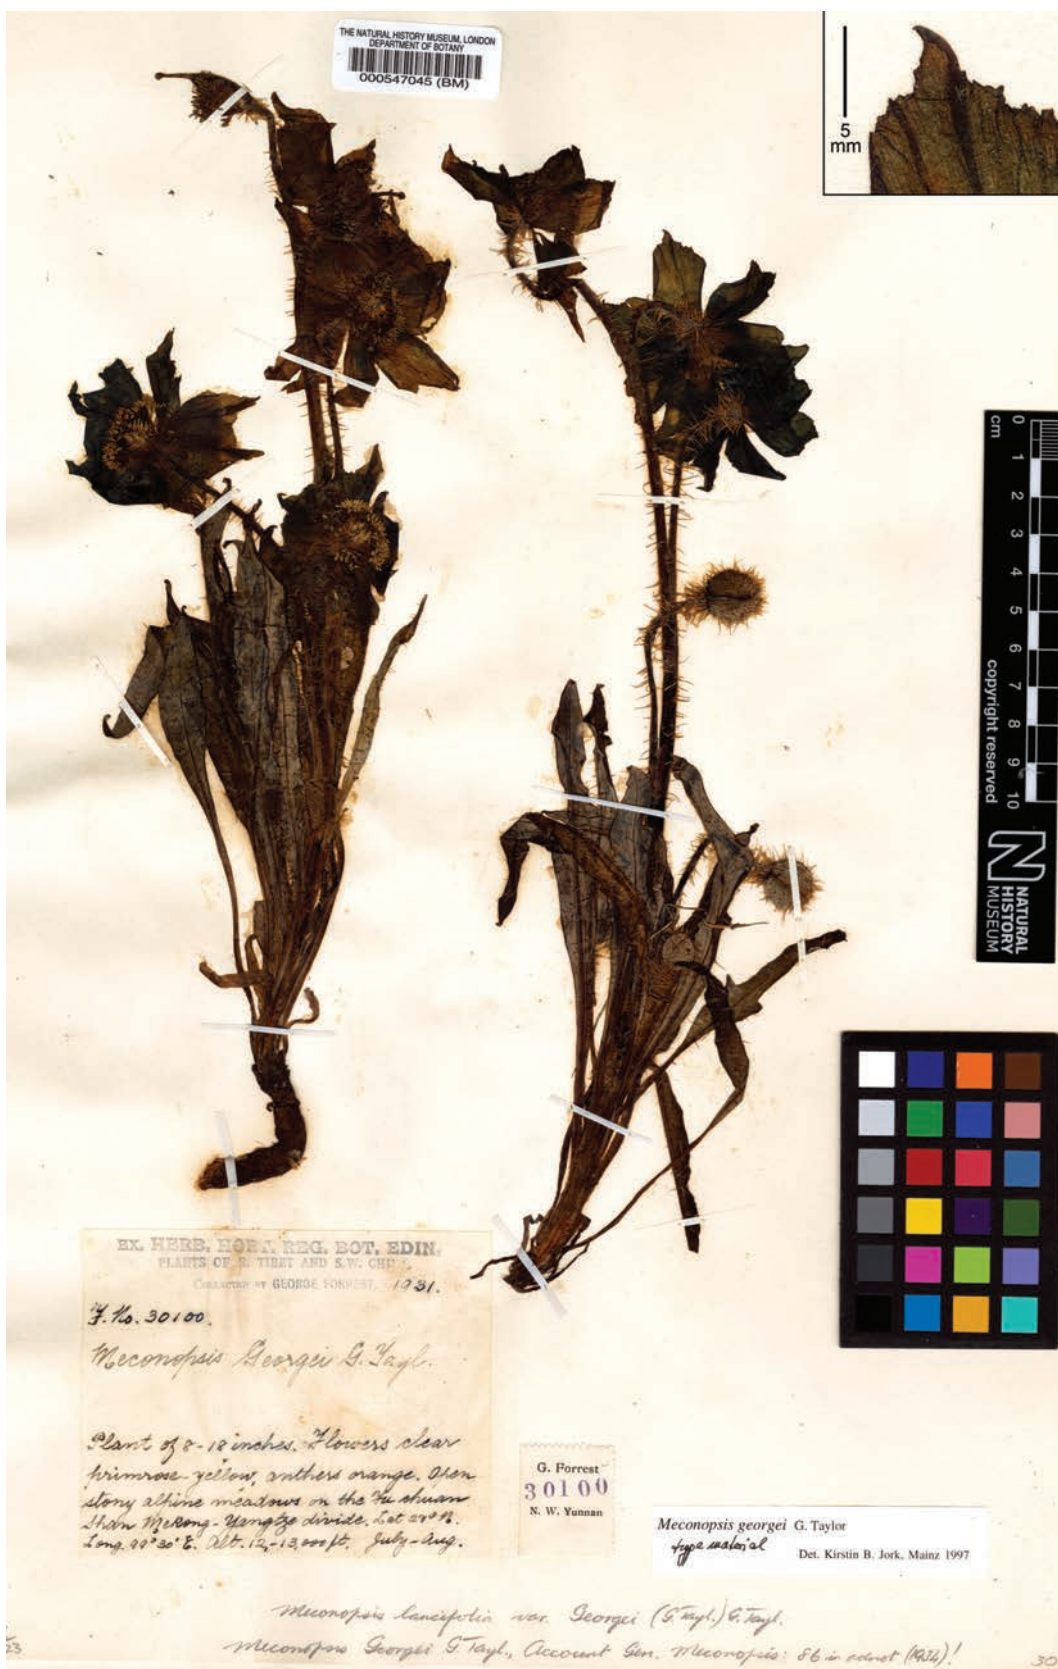 THE NATURAL HISTORY MUSEUM, LONDON
DEPARTMENT OF BOTANY
000547045 (BM)
5
mm
0
cm
1
2
3
4
5
6
7
8
9
10
copyright reserved
NATURAL
HISTORY
MUSEUM
EX. HERB. HORT. REG. BOT. EDIN.
PLANTS OF E. TIBET AND S.W. CHINA.
COLLECTED BY GEORGE FORREST. 1931.
F. No. 30100.
Meconopsis Georgei G. Tayl.
Plant of 8-18 inches. Flowers clear
primrose yellow, anthers orange. Open
stony alpine meadows on the Fu chuan
shan Mekong-Yangtze divide. Lat 27° N.
Long. 99° 30' E. Alt. 12,-13,000 ft. July-Aug.
G. Forrest
30100
N. W. Yunnan
Meconopsis georgei G. Taylor
type material
Det. Kirstin B. Jork, Mainz 1997
Meconopsis lancifolia var. Georgei (G. Tayl.) G. Tayl.
Meconopsis Georgei G. Tayl., Account Gen. Meconopsis: 86 in adnot (1934)!
23
30